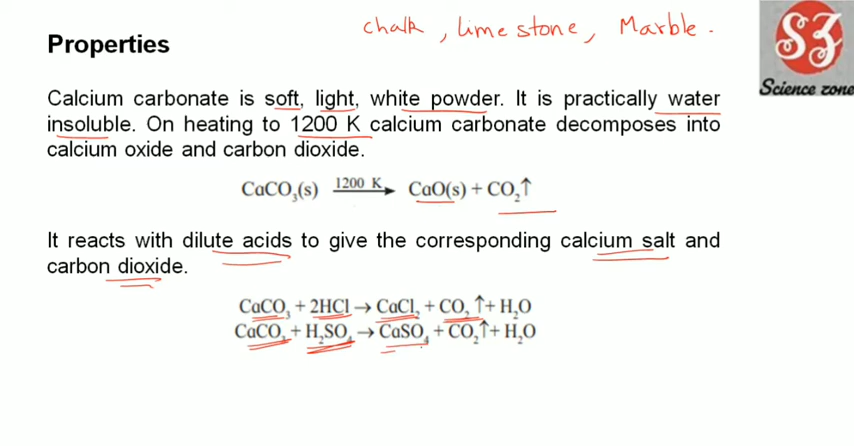 chalk, limestone, Marble.
SZ
Science zone
Properties
Calcium carbonate is soft, light, white powder. It is practically water
insoluble. On heating to 1200 K calcium carbonate decomposes into
calcium oxide and carbon dioxide.
CaCO₃(s) —1200 K→ CaO(s) + CO₂↑
It reacts with dilute acids to give the corresponding calcium salt and
carbon dioxide.
CaCO₃ + 2HCl → CaCl₂ + CO₂ ↑+ H₂O
CaCO₃ + H₂SO₄ → CaSO₄ + CO₂↑+ H₂O